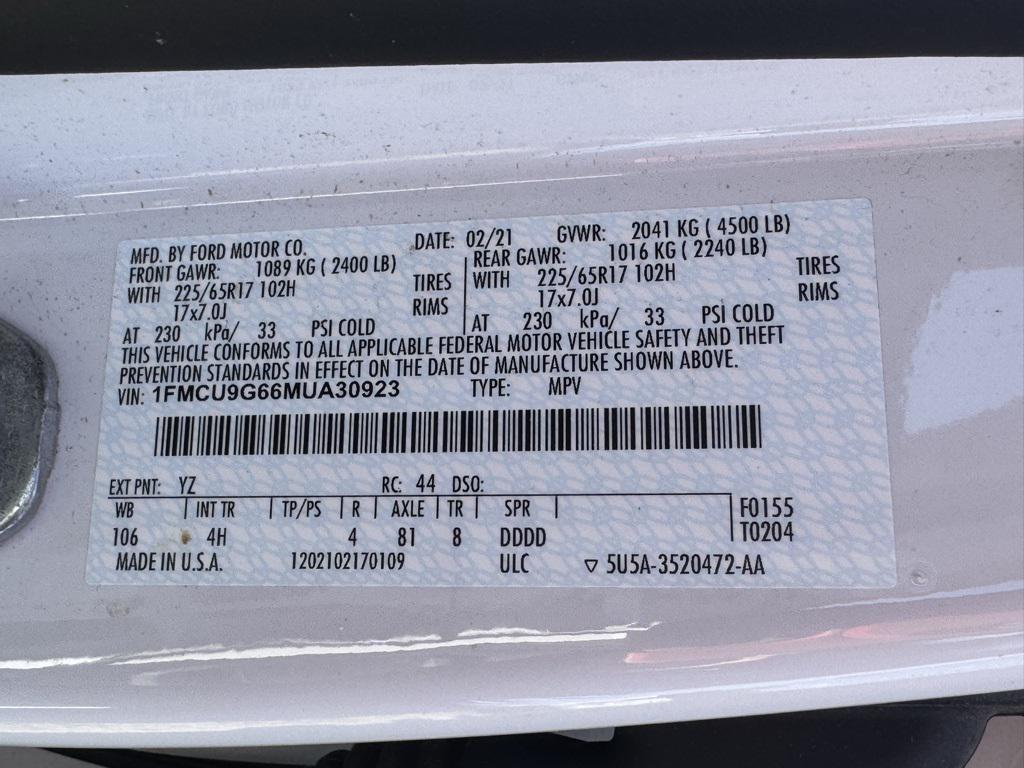 MFD. BY FORD MOTOR CO. DATE: 02/21 GVWR: 2041 KG ( 4500 LB)
FRONT GAWR: 1089 KG ( 2400 LB) REAR GAWR: 1016 KG ( 2240 LB)
WITH 225/65R17 102H TIRES WITH 225/65R17 102H TIRES
17x7.0J RIMS 17x7.0J RIMS
AT 230 kPa/ 33 PSI COLD AT 230 kPa/ 33 PSI COLD
THIS VEHICLE CONFORMS TO ALL APPLICABLE FEDERAL MOTOR VEHICLE SAFETY AND THEFT
PREVENTION STANDARDS IN EFFECT ON THE DATE OF MANUFACTURE SHOWN ABOVE.
VIN: 1FMCU9G66MUA30923 TYPE: MPV
EXT PNT: YZ RC: 44 DSO:
WB INT TR TP/PS R AXLE TR SPR F0155
106 4H 4 81 8 DDDD T0204
MADE IN U.S.A. 1202102170109 ULC ▽ 5U5A-3520472-AA